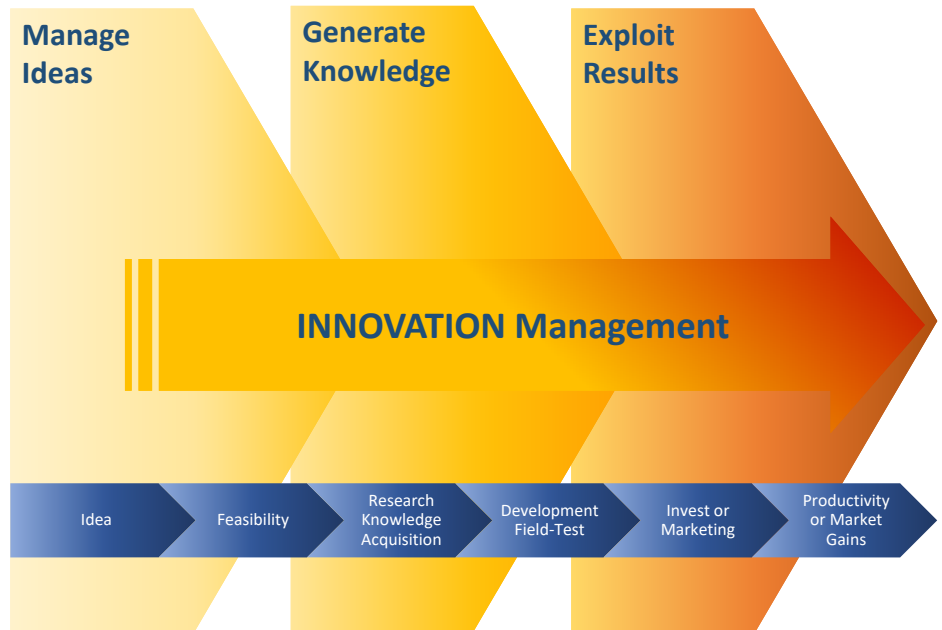 Manage
Ideas
Generate
Knowledge
Exploit
Results
INNOVATION Management
Idea
Feasibility
Research
Knowledge
Acquisition
Development
Field-Test
Invest or
Marketing
Productivity
or Market
Gains